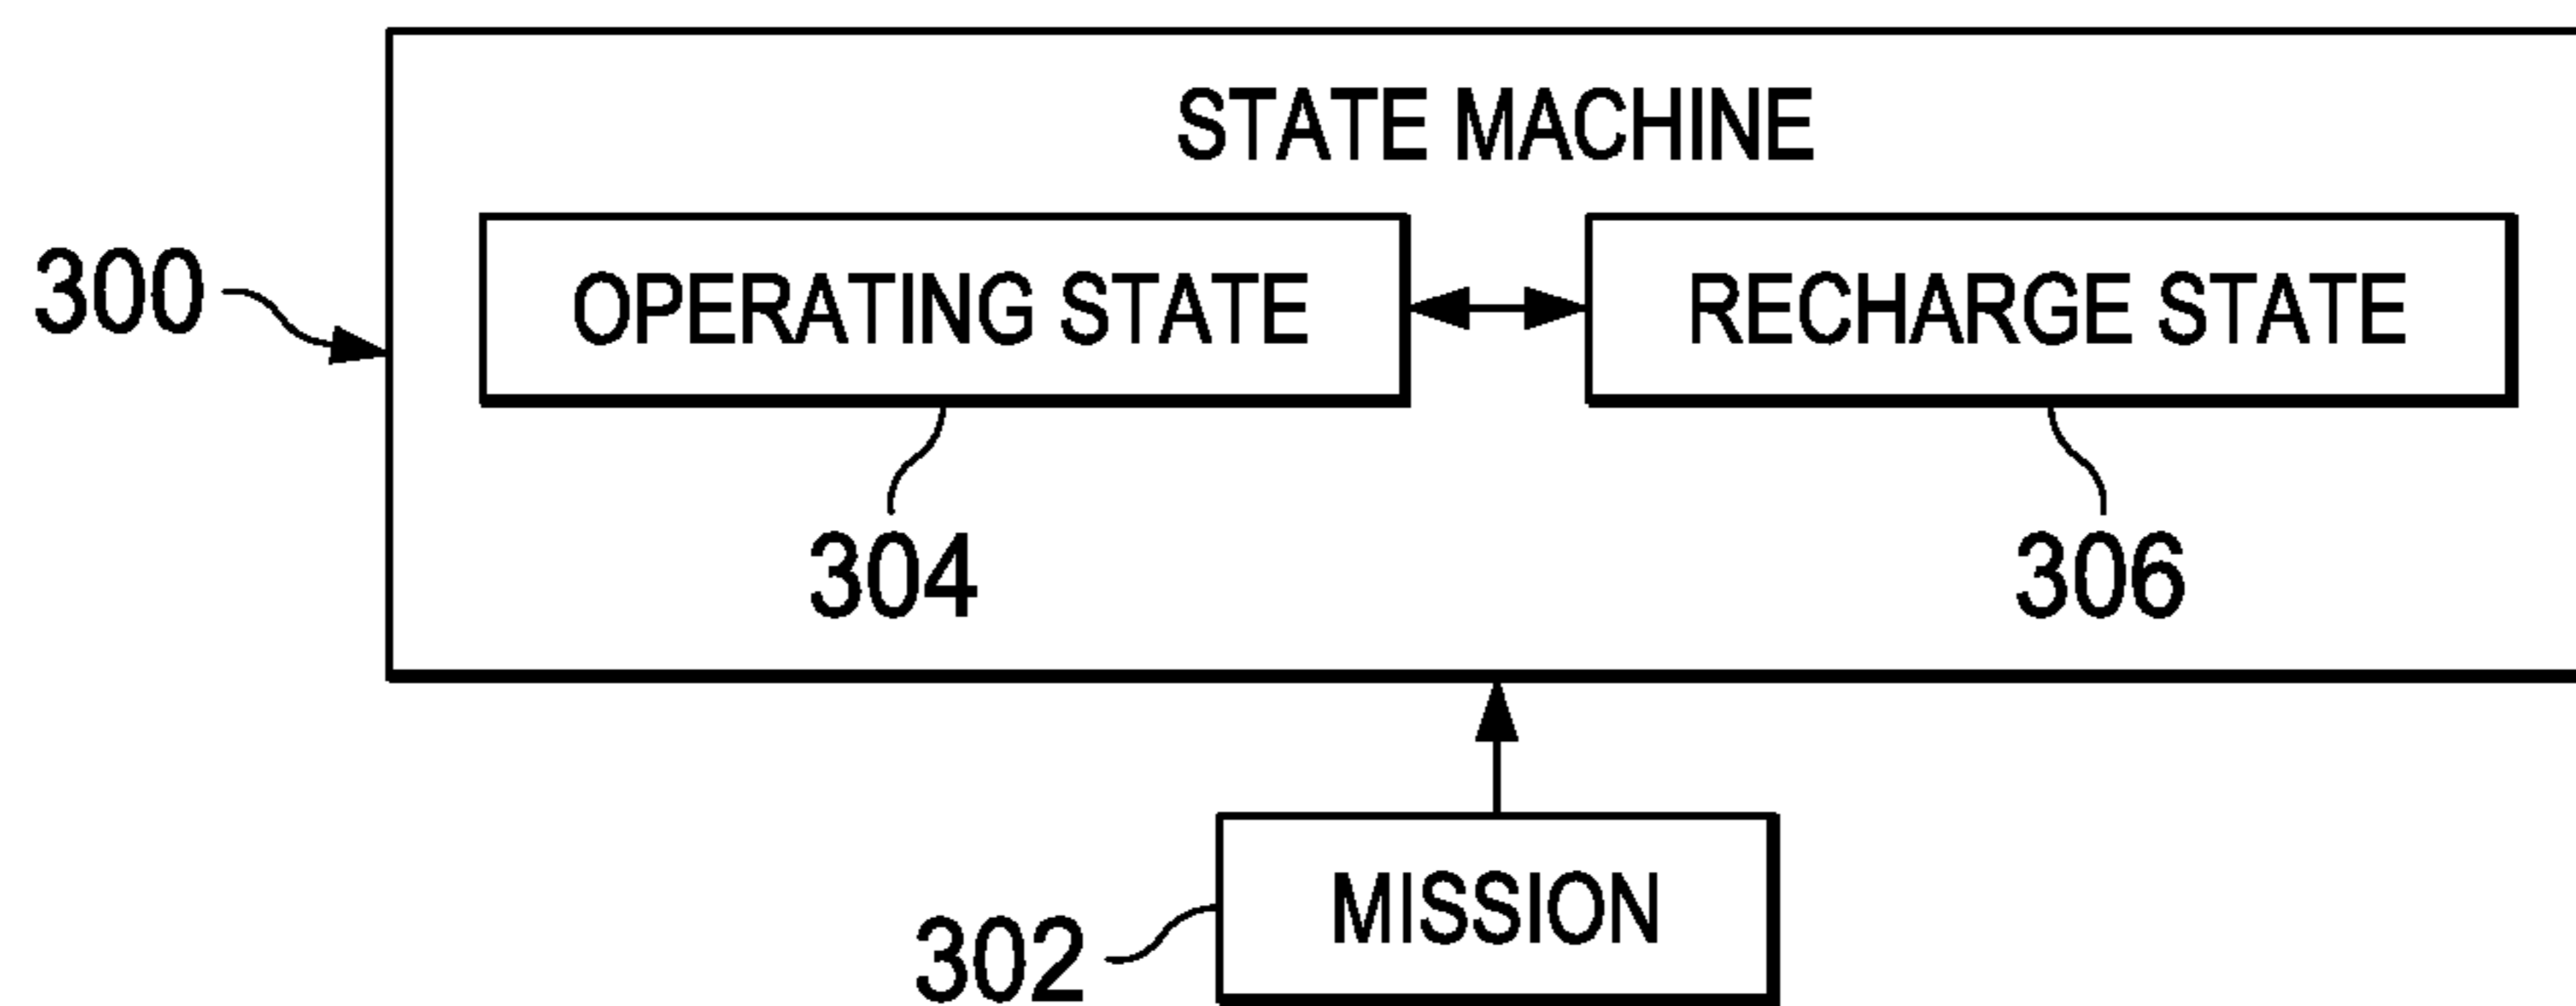 STATE MACHINE
300
OPERATING STATE
RECHARGE STATE
304
306
302
MISSION